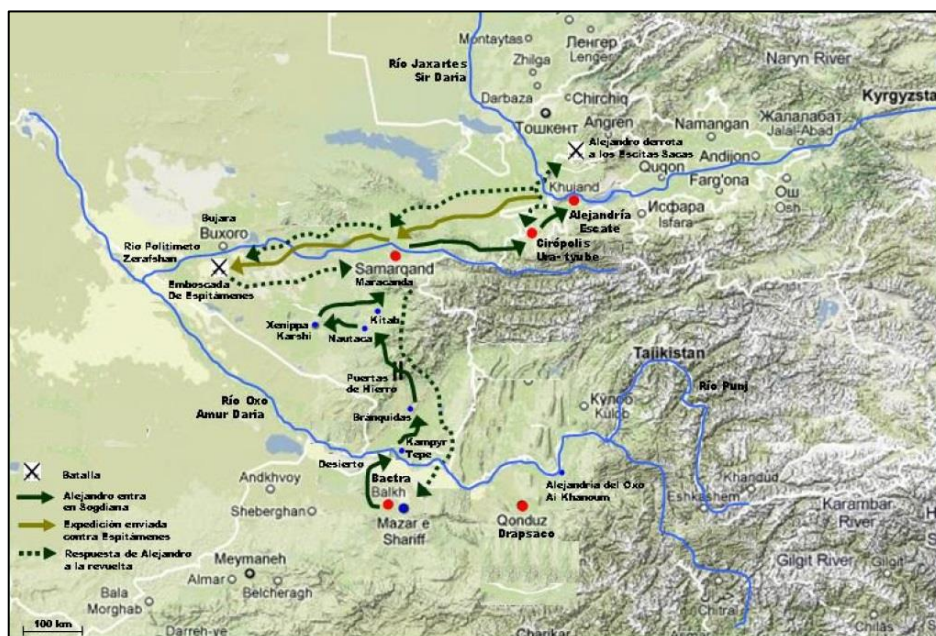 Montaytas
Ленгер
Lenger
Río Jaxartes
Sir Daria
Zhilga
Naryn River
Darbaza
Chirchiq
Kyrgyzsta
Тошкент
Angren
Namangan
Жалалабат
Jalal-Abad
Alejandro derrota
a los Escitas Sacas
Andijon
Quqon
Farg'ona
Khujand
Ош
Osh
Исфара
Isfara
Alejandría
Escate
Bujara
Buxoro
Cirópolis
Ura-tyube
Rio Politimeto
Zerafshan
Samarqand
Maracanda
Emboscada
De Espitámenes
Kitab
Xenippa
Karshi
Nautaca
Tajikistan
Puertas
de Hierro
Río Punj
Río Oxo
Amur Daria
Branquidas
Kampyr
Tepe
Desierto
Bactra
Balkh
Alejandría del Oxo
Ai Khanoum
Khandud
Eshkashem
Batalla
Andkhvoy
Karambar
River
Alejandro entra
en Sogdiana
Sheberghan
Mazar e
Shariff
Qonduz
Drapsaco
Expedición enviada
contra Espitámenes
Gilgit River
Gilgit
Respuesta de Alejandro
a la revuelta
Meymaneh
Almar
Belcheragh
Bala
Morghab
Chitral
Chilās
100 km
Darreh-ye
Charikar